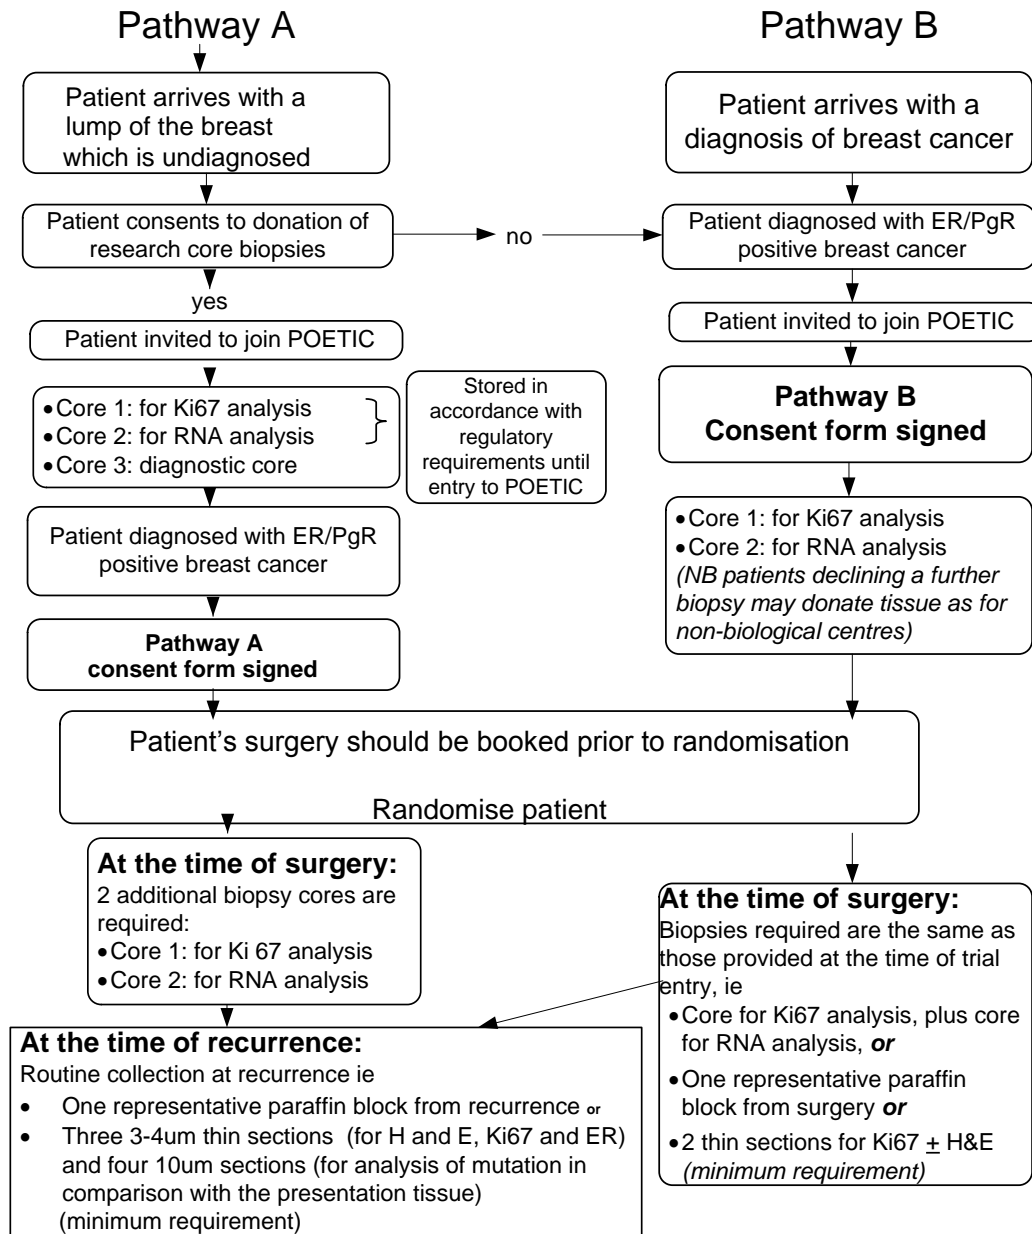 Pathway A
Patient arrives with a
lump of the breast
which is undiagnosed
Patient consents to donation of
research core biopsies
no
yes
Patient invited to join POETIC
•Core 1: for Ki67 analysis
•Core 2: for RNA analysis
•Core 3: diagnostic core
Stored in
accordance with
regulatory
requirements until
entry to POETIC
Patient diagnosed with ER/PgR
positive breast cancer
Pathway A
consent form signed
Pathway B
Patient arrives with a
diagnosis of breast cancer
Patient diagnosed with ER/PgR
positive breast cancer
Patient invited to join POETIC
Pathway B
Consent form signed
•Core 1: for Ki67 analysis
•Core 2: for RNA analysis
(NB patients declining a further
biopsy may donate tissue as for
non-biological centres)
Patient’s surgery should be booked prior to randomisation
Randomise patient
At the time of surgery:
2 additional biopsy cores are
required:
•Core 1: for Ki 67 analysis
•Core 2: for RNA analysis
At the time of surgery:
Biopsies required are the same as
those provided at the time of trial
entry, ie
•Core for Ki67 analysis, plus core
for RNA analysis, or
•One representative paraffin
block from surgery or
•2 thin sections for Ki67 ± H&E
(minimum requirement)
At the time of recurrence:
Routine collection at recurrence ie
• One representative paraffin block from recurrence or
• Three 3-4um thin sections (for H and E, Ki67 and ER)
and four 10um sections (for analysis of mutation in
comparison with the presentation tissue)
(minimum requirement)